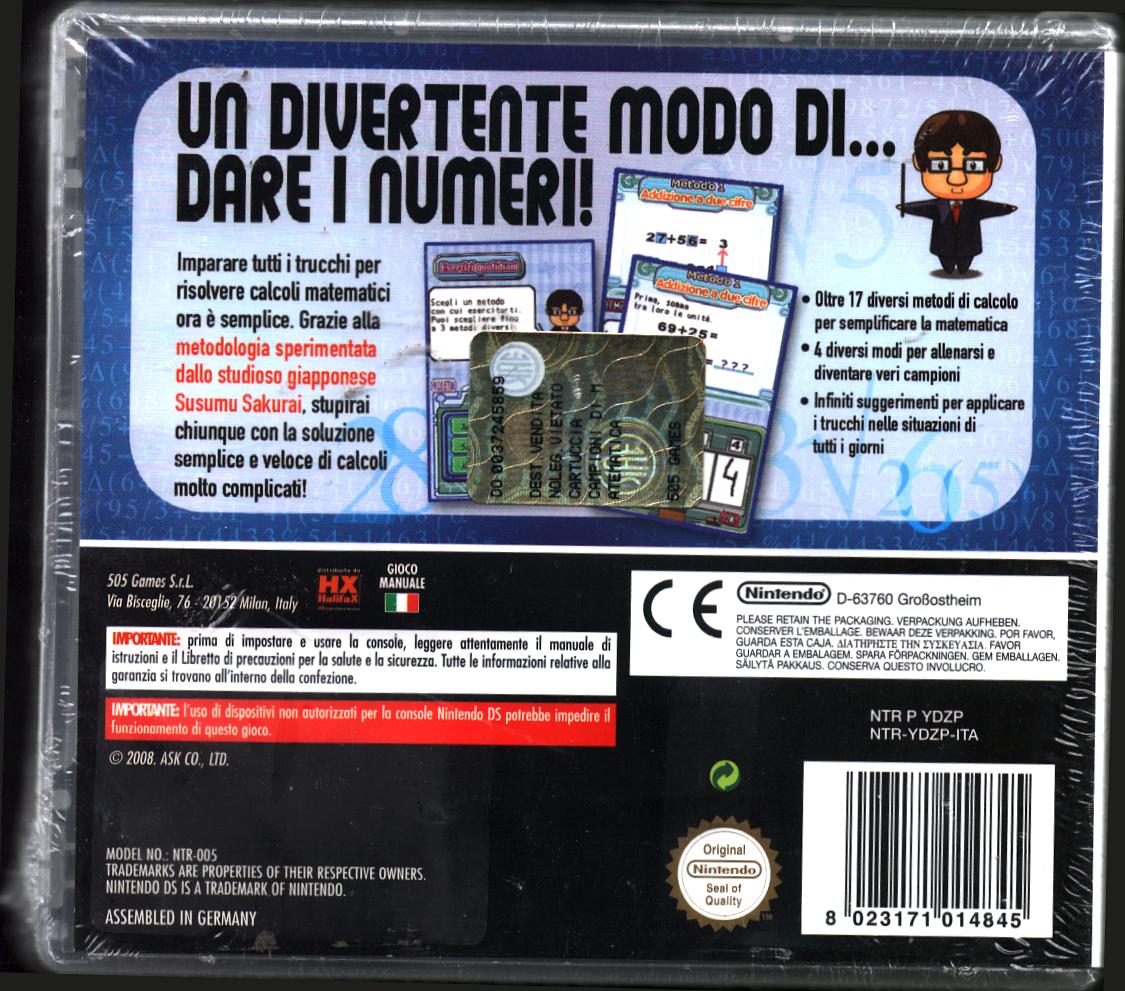 UN DIVERTENTE MODO DI...
DARE I NUMERI!
Imparare tutti i trucchi per
risolvere calcoli matematici
ora è semplice. Grazie alla
metodologia sperimentata
dallo studioso giapponese
Susumu Sakurai, stupirai
chiunque con la soluzione
semplice e veloce di calcoli
molto complicati!
Esercizi quotidiani
Scegli un metodo
con cui esercitarti.
Puoi scegliere fino
a 3 metodi diversi
Metodo 1
Addizione a due cifre
27+56= 3
Metodo 1
Addizione a due cifre
Prima, somma
tra loro le unità.
69+25=
= ???
4
4
DO 0037245859
DEST VENDITA
NOLEG VIETATO
CARTUCCIA
CAMPIONI DI M
ATEMATICA
505 GAMES
• Oltre 17 diversi metodi di calcolo
per semplificare la matematica
• 4 diversi modi per allenarsi e
diventare veri campioni
• Infiniti suggerimenti per applicare
i trucchi nelle situazioni di
tutti i giorni
505 Games S.r.L.
Via Bisceglie, 76 - 20152 Milan, Italy
distribuito da
HX
HalifaX
GIOCO
MANUALE
IMPORTANTE: prima di impostare e usare la console, leggere attentamente il manuale di
istruzioni e il Libretto di precauzioni per la salute e la sicurezza. Tutte le informazioni relative alla
garanzia si trovano all'interno della confezione.
IMPORTANTE: l'uso di dispositivi non autorizzati per la console Nintendo DS potrebbe impedire il
funzionamento di questo gioco.
© 2008. ASK CO., LTD.
MODEL NO.: NTR-005
TRADEMARKS ARE PROPERTIES OF THEIR RESPECTIVE OWNERS.
NINTENDO DS IS A TRADEMARK OF NINTENDO.
ASSEMBLED IN GERMANY
CE
Nintendo D-63760 Großostheim
PLEASE RETAIN THE PACKAGING. VERPACKUNG AUFHEBEN.
CONSERVER L'EMBALLAGE. BEWAAR DEZE VERPAKKING. POR FAVOR,
GUARDA ESTA CAJA. ΔΙΑΤΗΡΗΣΤΕ ΤΗΝ ΣΥΣΚΕΥΑΣΙΑ. FAVOR
GUARDAR A EMBALAGEM. SPARA FÖRPACKNINGEN. GEM EMBALLAGEN.
SÄILYTÄ PAKKAUS. CONSERVA QUESTO INVOLUCRO.
NTR P YDZP
NTR-YDZP-ITA
Original
Nintendo
Seal of
Quality
TM
8 023171 014845